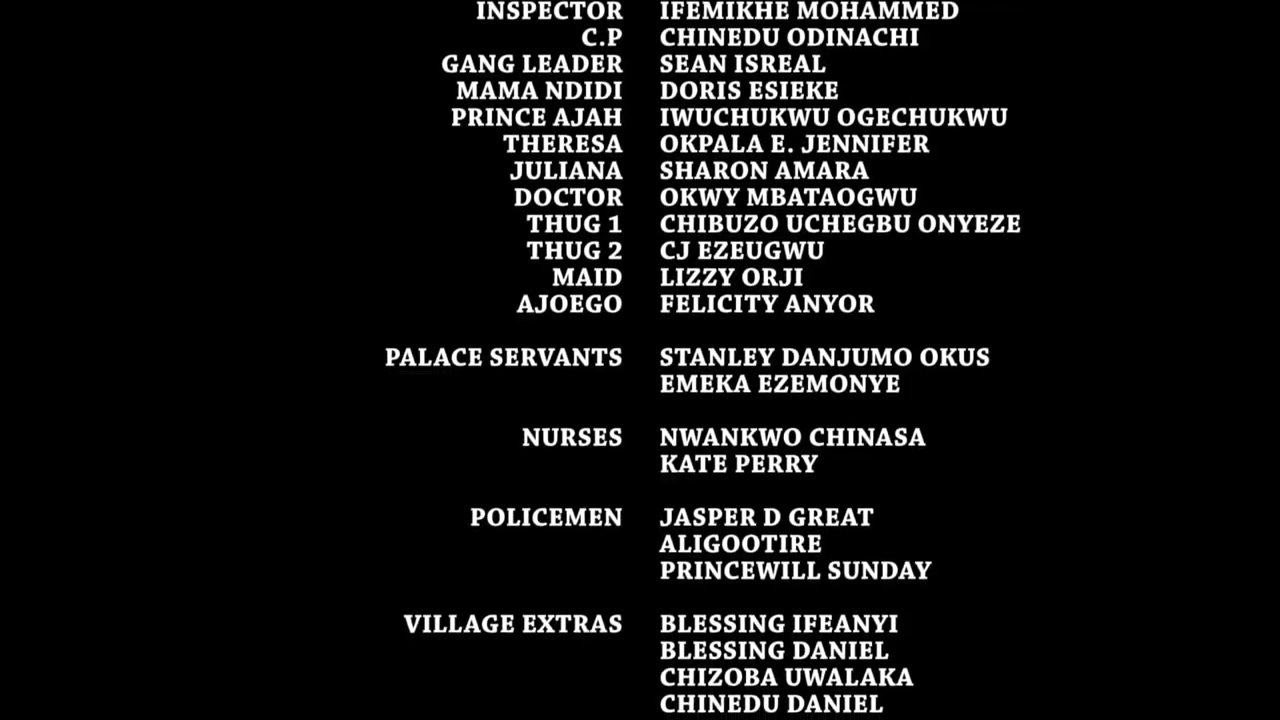 INSPECTOR IFEMIKHE MOHAMMED
C.P CHINEDU ODINACHI
GANG LEADER SEAN ISREAL
MAMA NDIDI DORIS ESIEKE
PRINCE AJAH IWUCHUKWU OGECHUKWU
THERESA OKPALA E. JENNIFER
JULIANA SHARON AMARA
DOCTOR OKWY MBATAOGWU
THUG 1 CHIBUZO UCHEGBU ONYEZE
THUG 2 CJ EZEUGWU
MAID LIZZY ORJI
AJOEGO FELICITY ANYOR
PALACE SERVANTS STANLEY DANJUMO OKUS
EMEKA EZEMONYE
NURSES NWANKWO CHINASA
KATE PERRY
POLICEMEN JASPER D GREAT
ALIGOOTIRE
PRINCEWILL SUNDAY
VILLAGE EXTRAS BLESSING IFEANYI
BLESSING DANIEL
CHIZOBA UWALAKA
CHINEDU DANIEL